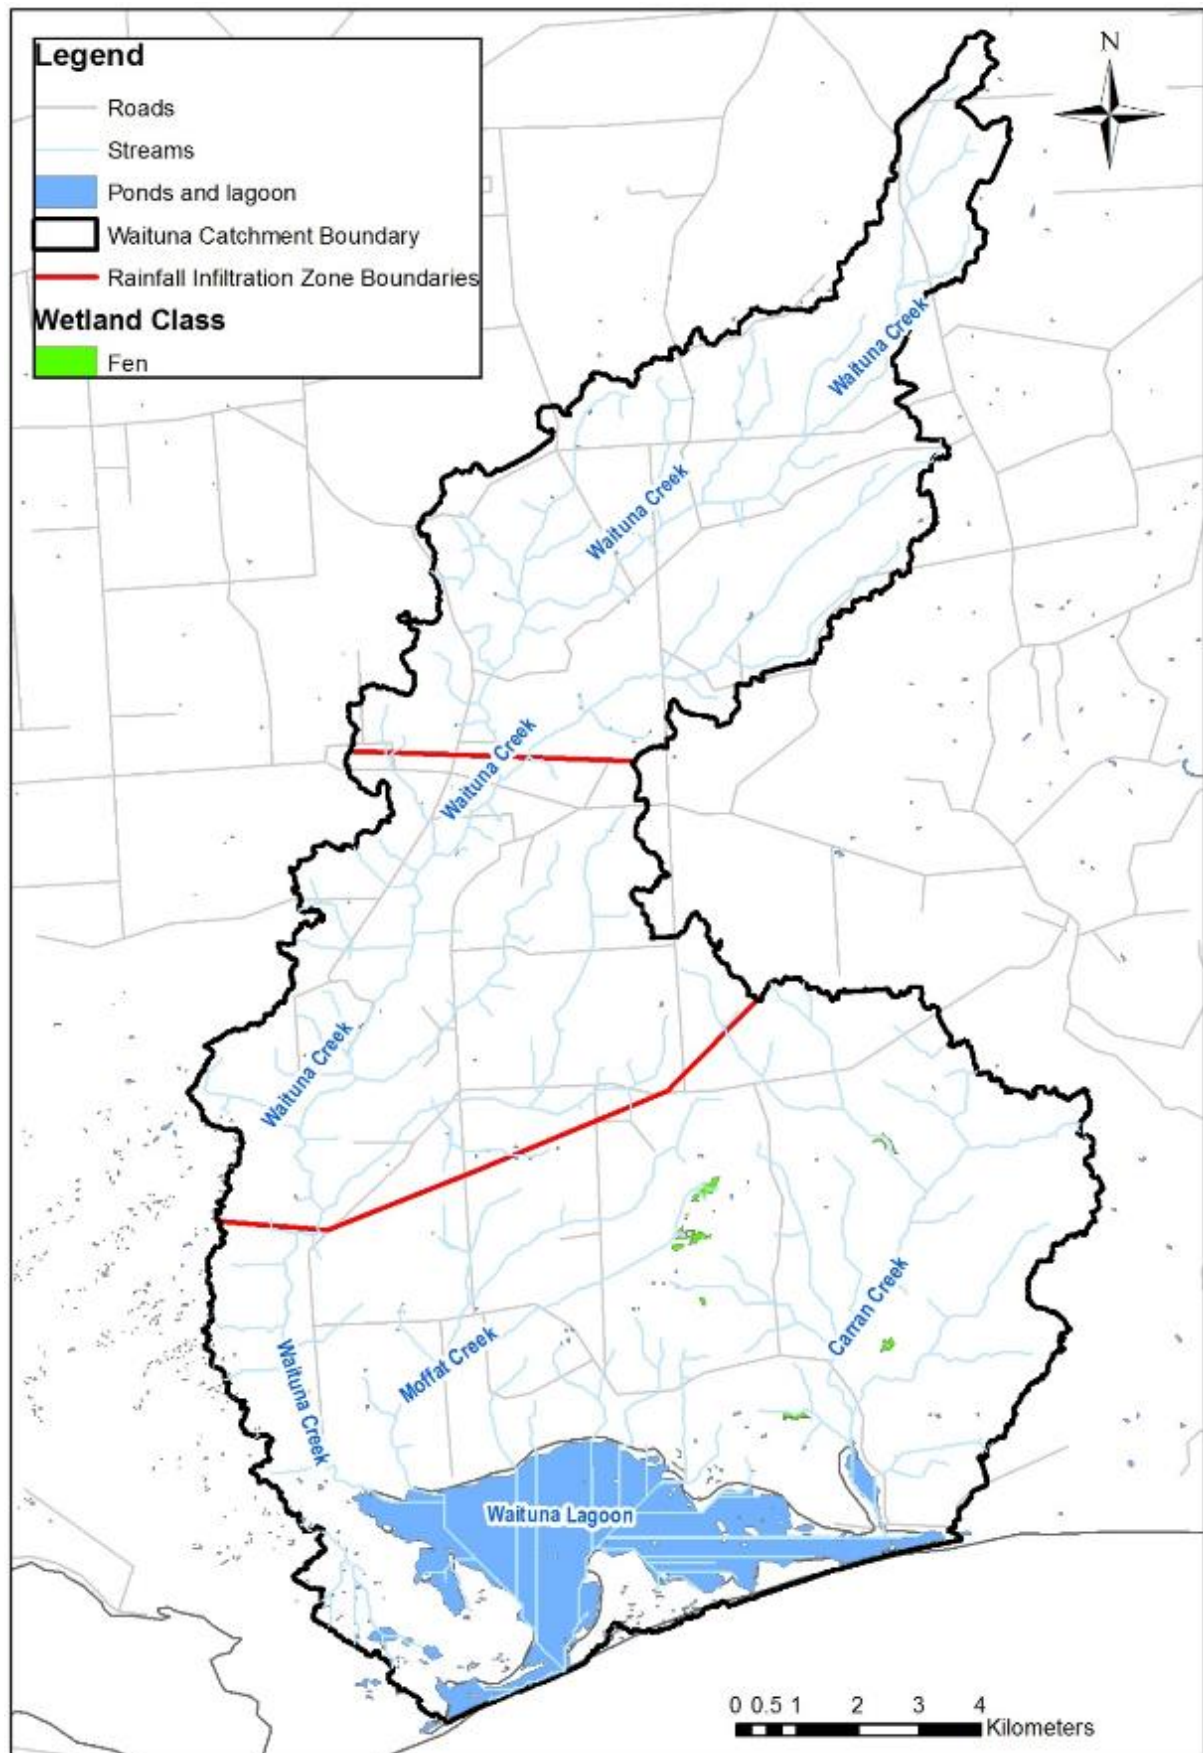 Legend
Roads
Streams
Ponds and lagoon
Waituna Catchment Boundary
Rainfall Infiltration Zone Boundaries
Wetland Class
Fen
N
Waituna Creek
Waituna Creek
Waituna Creek
Waituna Creek
Carran Creek
Waituna Creek
Moffat Creek
Waituna Lagoon
0 0.5 1 2 3 4
Kilometers